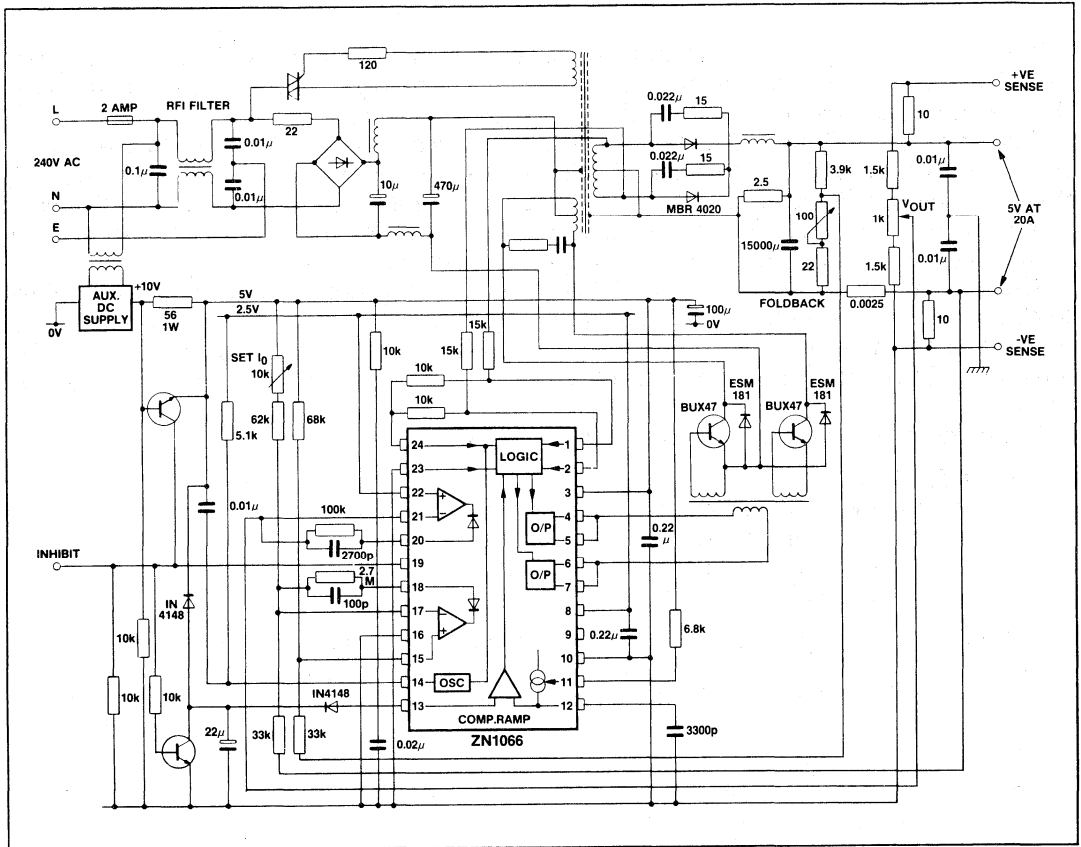 120
+VE
SENSE
2 AMP
RFI FILTER
L
22
0.01µ
0.022µ
15
10
240V AC
0.1µ
0.01µ
10µ
470µ
0.022µ
15
3.9k
1.5k
0.01µ
N
E
MBR 4020
2.5
100
VOUT
1k
5V AT
20A
15000µ
22
1.5k
0.01µ
AUX.
DC
SUPPLY
+10V
0V
56
1W
5V
2.5V
100µ
0V
FOLDBACK
0.0025
10
-VE
SENSE
SET I0
10k
10k
15k
15k
10k
10k
62k
68k
5.1k
ESM
181
BUX47
ESM
181
BUX47
24
23
22
21
20
19
18
17
16
15
14
13
1
2
3
4
5
6
7
8
9
10
11
12
LOGIC
O/P
O/P
OSC
COMP.RAMP
ZN1066
0.01µ
100k
2700p
2.7
M
100p
INHIBIT
IN
4148
10k
10k
10k
22µ
IN4148
33k
33k
0.02µ
0.22
µ
0.22µ
6.8k
3300p